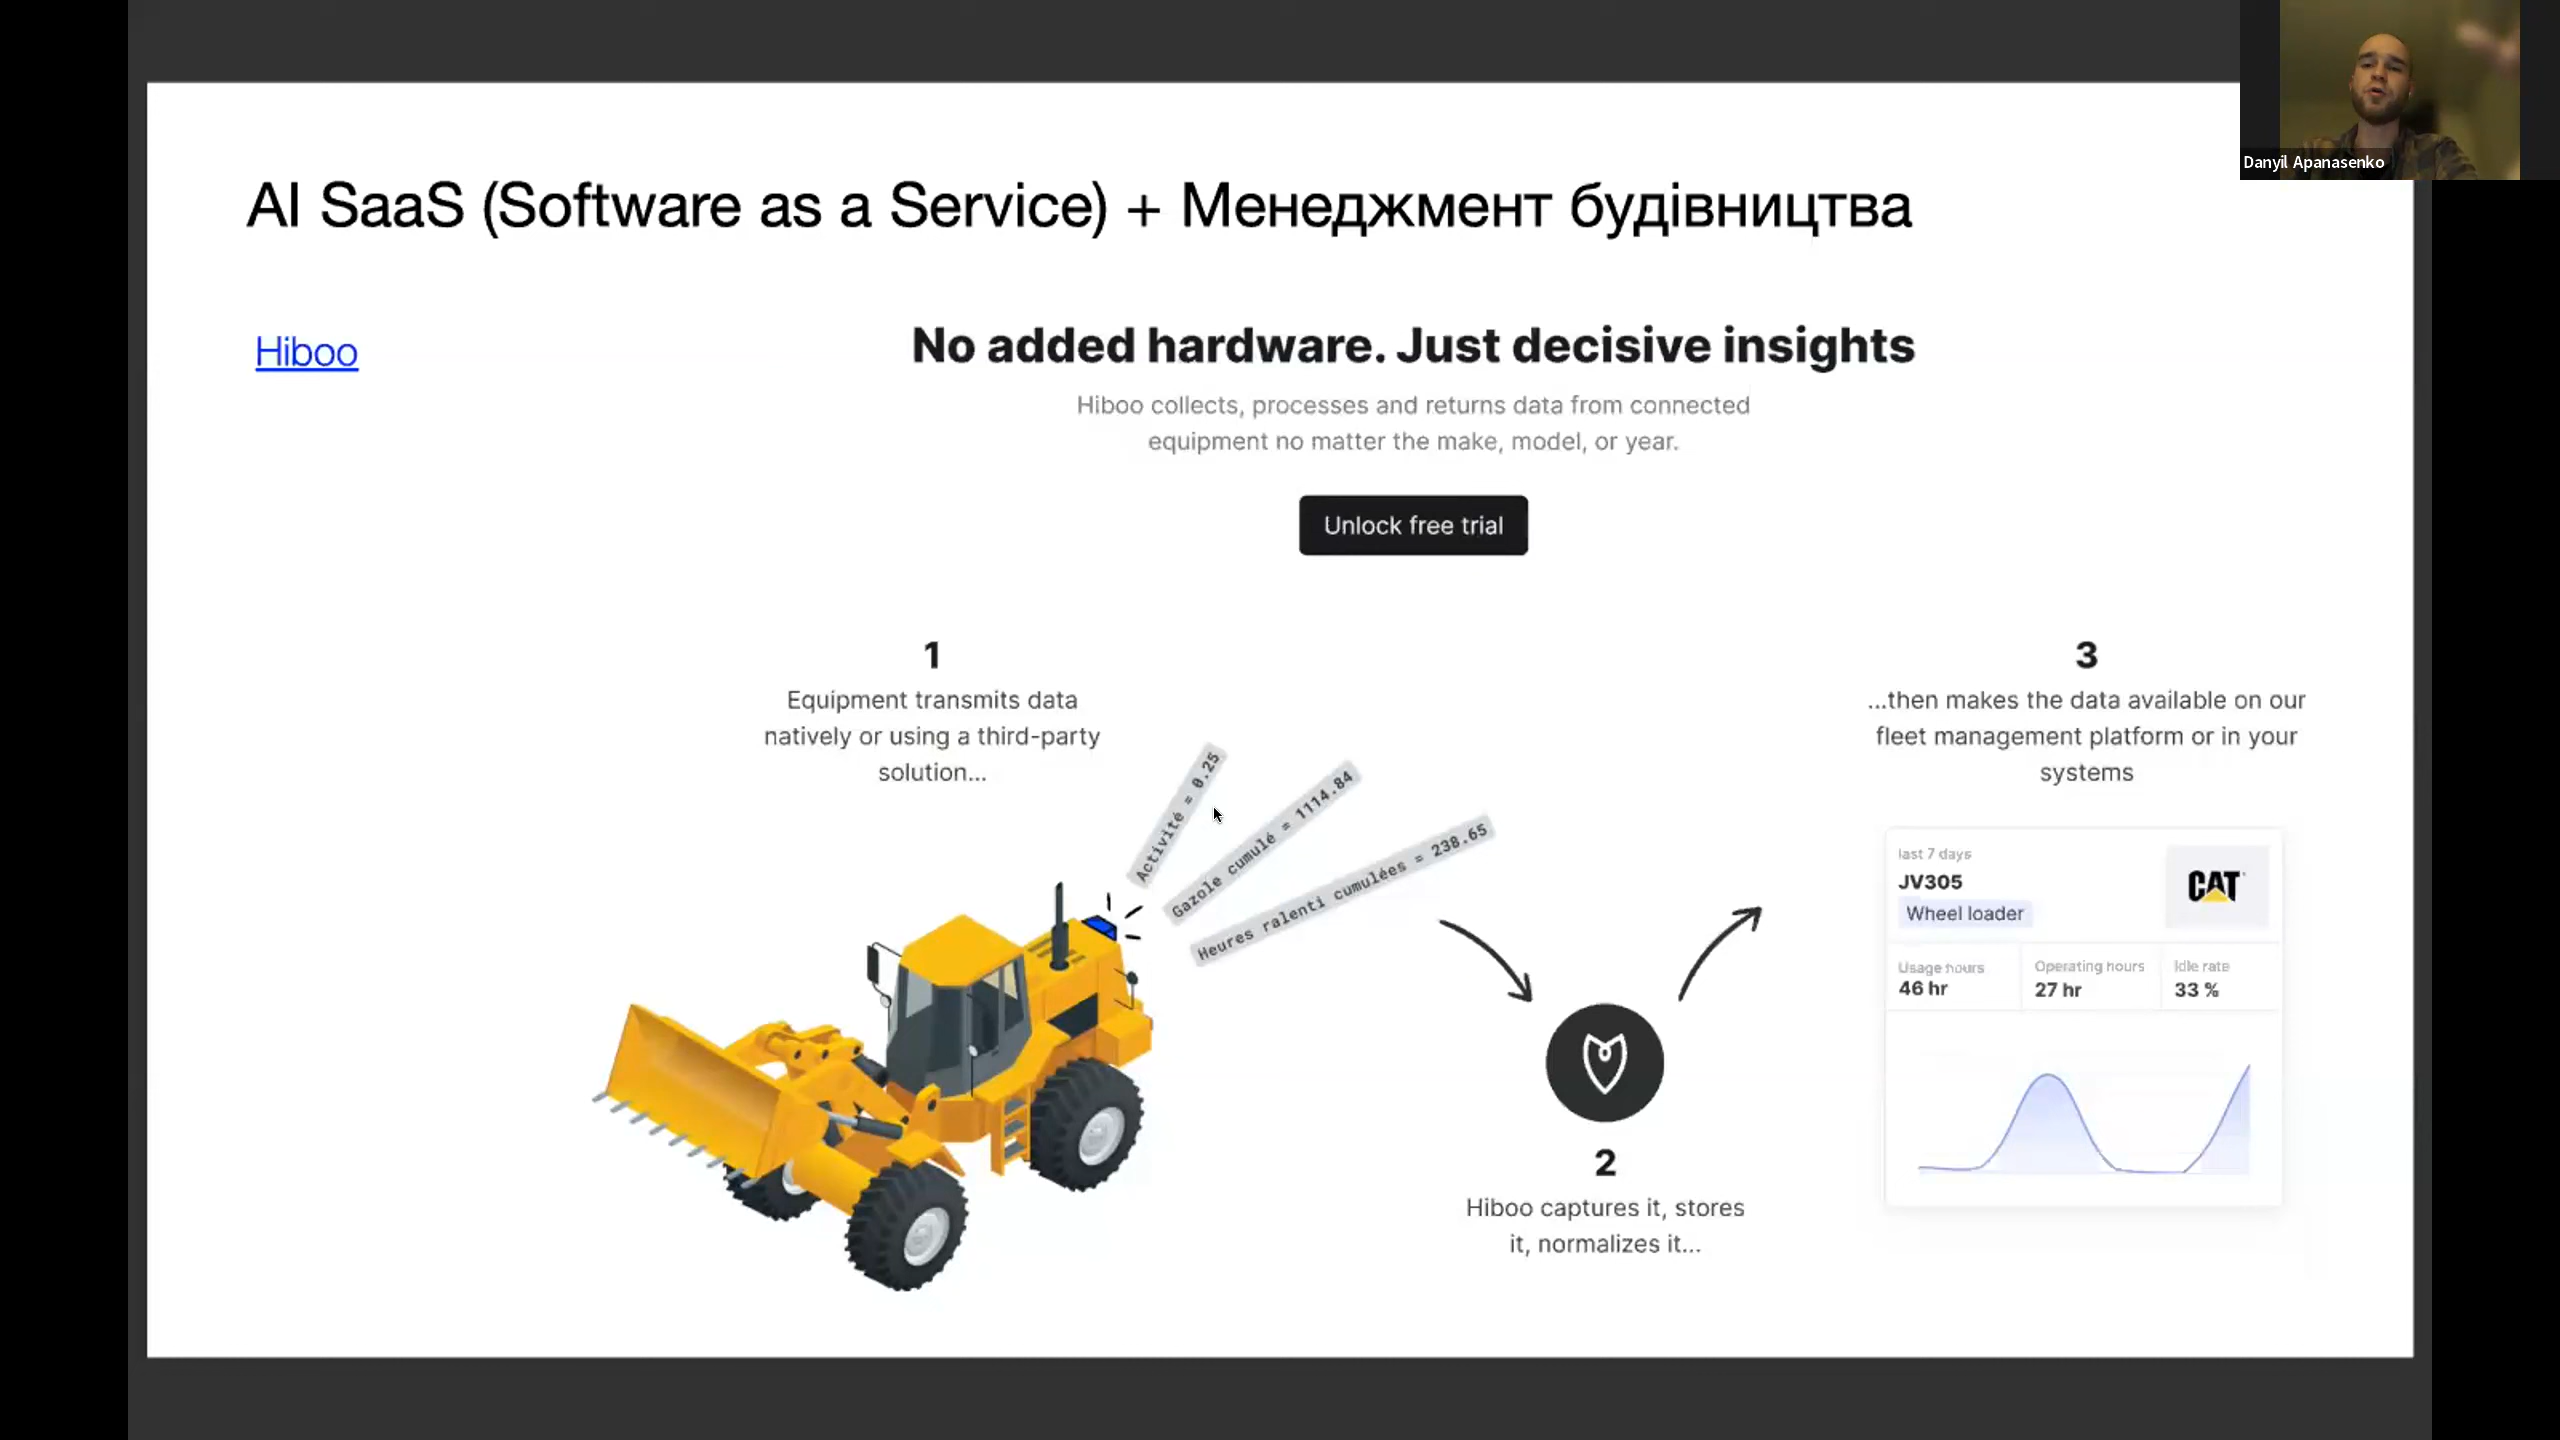 Danyil Apanasenko
AI SaaS (Software as a Service) + Менеджмент будівництва
Hiboo
No added hardware. Just decisive insights
Hiboo collects, processes and returns data from connected
equipment no matter the make, model, or year.
Unlock free trial
1
Equipment transmits data
natively or using a third-party
solution...
Activité = 0.25
Gazole cumulé = 1114.84
Heures ralenti cumulées = 238.65
2
Hiboo captures it, stores
it, normalizes it...
3
...then makes the data available on our
fleet management platform or in your
systems
last 7 days
JV305
Wheel loader
CAT
Usage hours
46 hr
Operating hours
27 hr
Idle rate
33 %